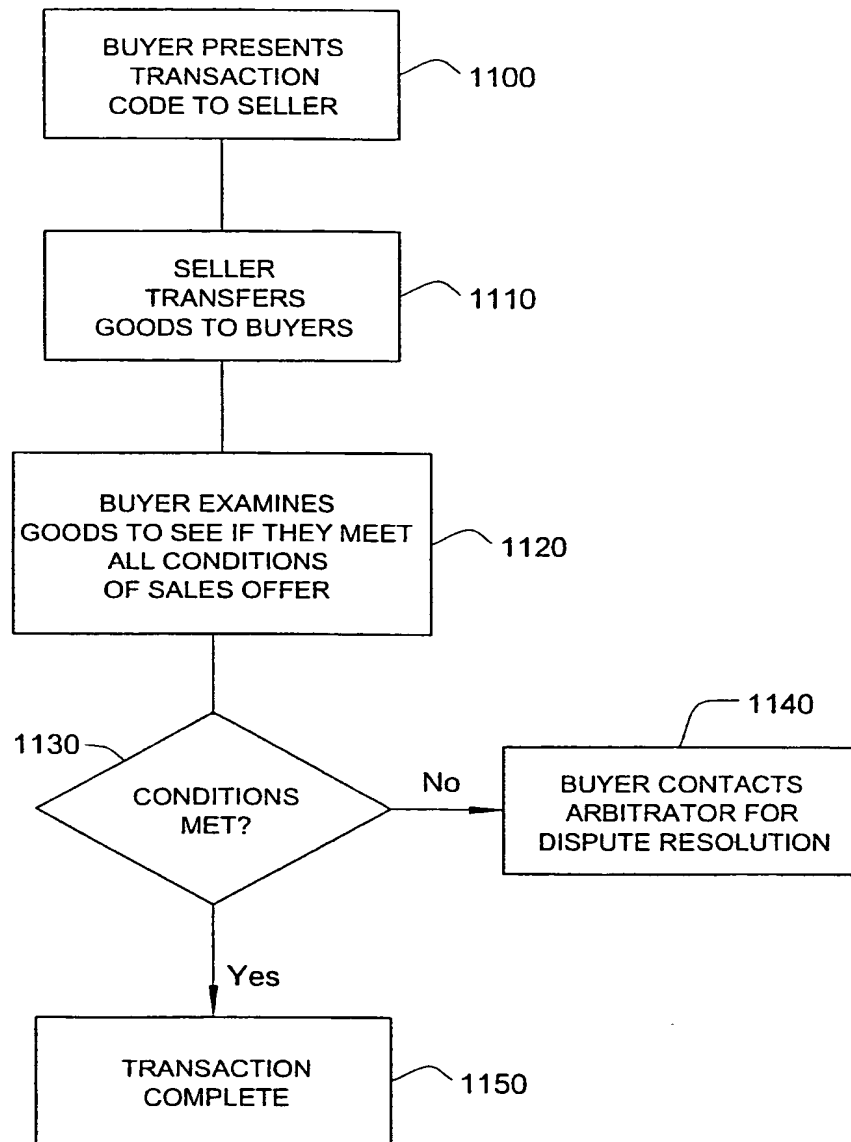 BUYER PRESENTS
TRANSACTION
CODE TO SELLER
1100
SELLER
TRANSFERS
GOODS TO BUYERS
1110
BUYER EXAMINES
GOODS TO SEE IF THEY MEET
ALL CONDITIONS
OF SALES OFFER
1120
1130
CONDITIONS
MET?
No
1140
BUYER CONTACTS
ARBITRATOR FOR
DISPUTE RESOLUTION
Yes
TRANSACTION
COMPLETE
1150